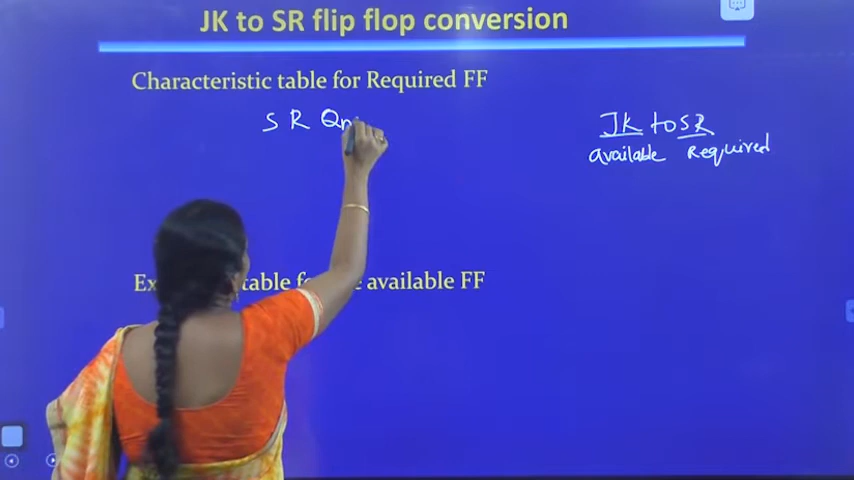 JK to SR flip flop conversion
Characteristic table for Required FF
S R Qn
JK to SR
available Required
Ex table f available FF